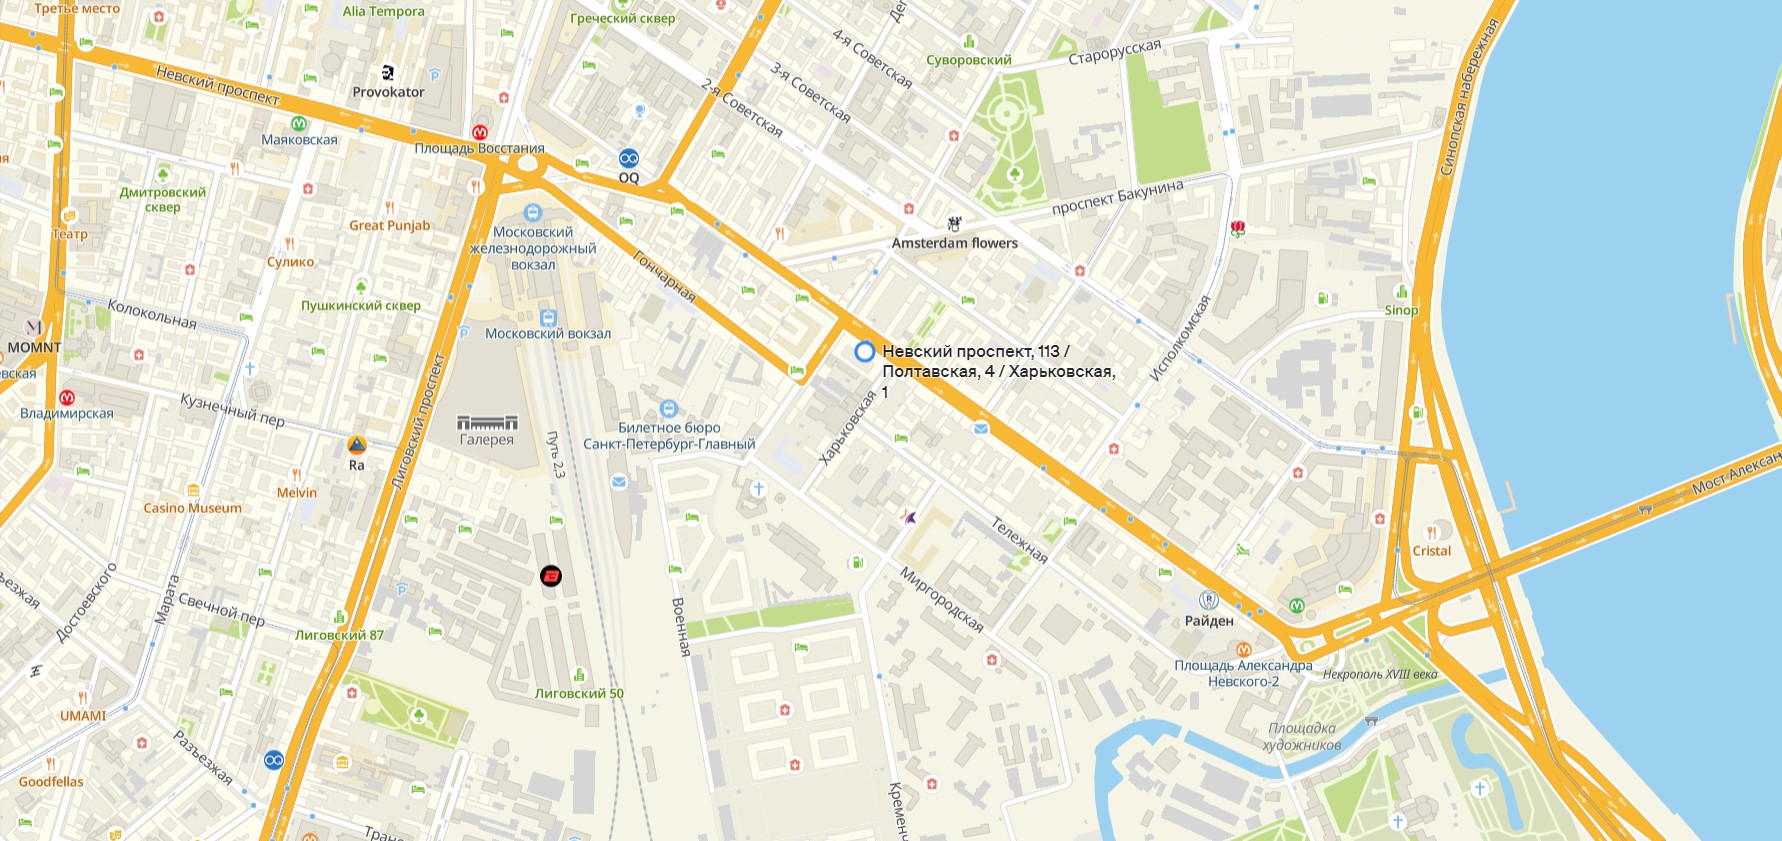 Третье место
Alia Tempora
Греческий сквер
4-я Советская
Суворовский
Старорусская
Синопская набережная
Невский проспект
Provokator
3-я Советская
2-я Советская
Маяковская
Площадь Восстания
OQ
проспект Бакунина
Дмитровский
сквер
Театр
Great Punjab
Московский
железнодорожный
вокзал
Amsterdam flowers
Сулико
Гончарная
Пушкинский сквер
Колокольная
Московский вокзал
Исполкомская
Sinop
M
MOMNT
Невский проспект, 113 /
Полтавская, 4 / Харьковская,
1
Владимирская
Кузнечный пер
Лиговский проспект
Галерея
Билетное бюро
Санкт-Петербург-Главный
Харьковская
Ra
Путь 2,3
Мост Алексан
Melvin
Casino Museum
Тележная
Cristal
Достоевского
Марата
Свечной пер
Миргородская
Военная
Лиговский 87
Райден
Площадь Александра
Невского-2
Некрополь XVIII века
Лиговский 50
UMAMI
Площадка
художников
Разъезжая
Goodfellas
Кремен
Транс